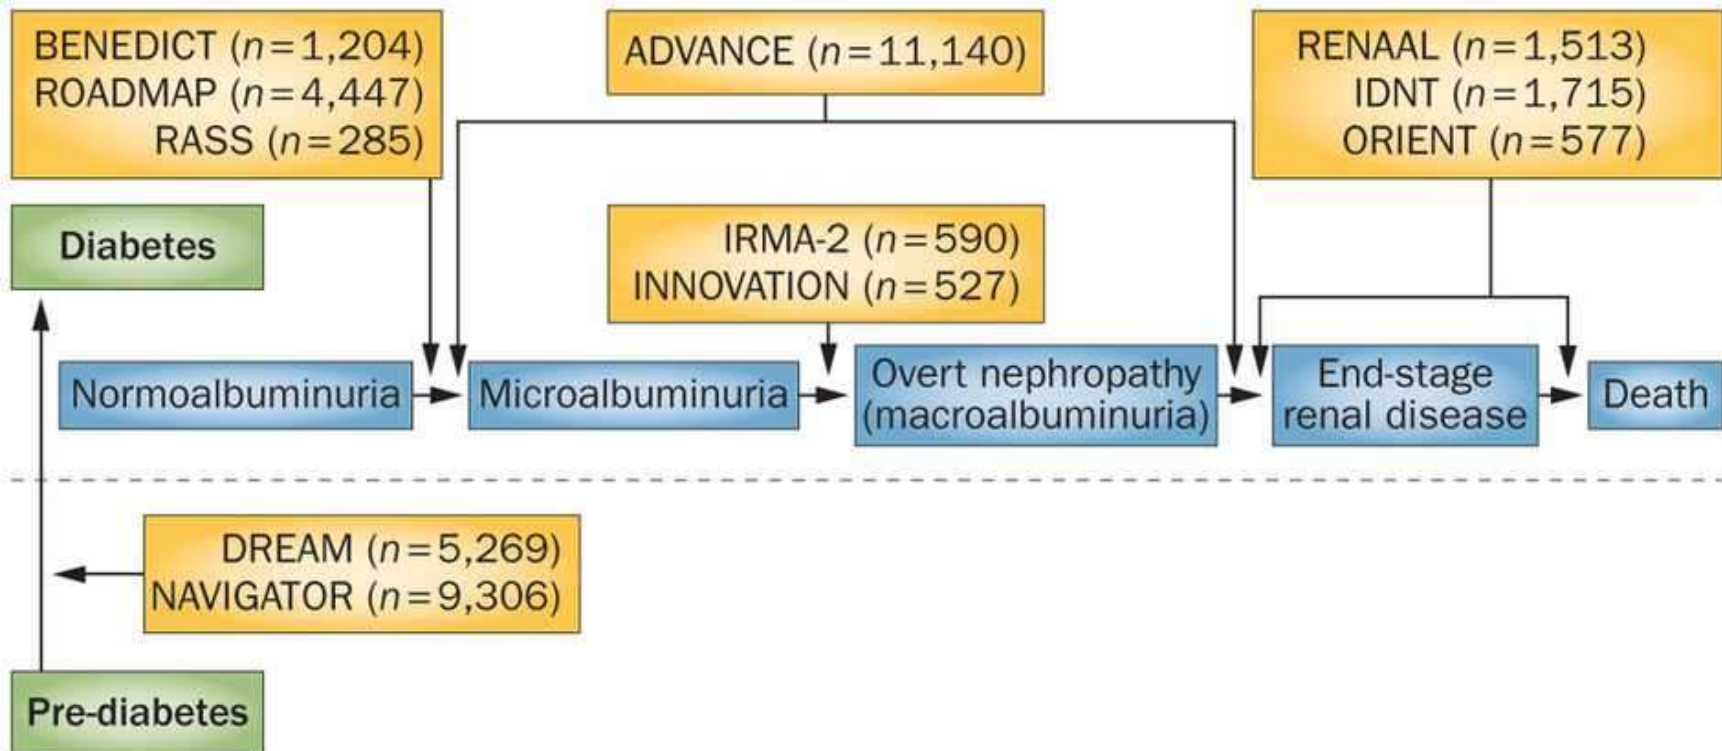 BENEDICT (n=1,204)
ROADMAP (n=4,447)
RASS (n=285)
ADVANCE (n=11,140)
RENAAL (n=1,513)
IDNT (n=1,715)
ORIENT (n=577)
Diabetes
IRMA-2 (n=590)
INNOVATION (n=527)
Normoalbuminuria
Microalbuminuria
Overt nephropathy
(macroalbuminuria)
End-stage
renal disease
Death
DREAM (n=5,269)
NAVIGATOR (n=9,306)
Pre-diabetes